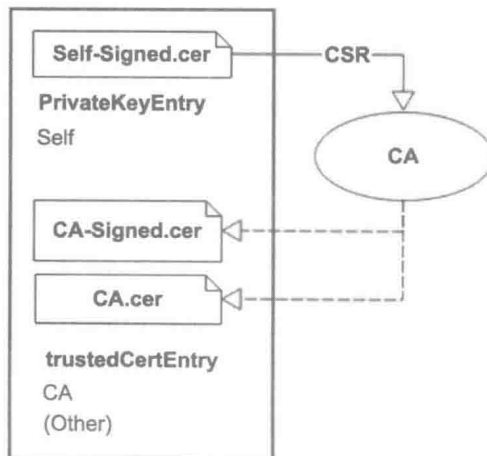 Self-Signed.cer
CSR
PrivateKeyEntry
Self
CA
CA-Signed.cer
CA.cer
trustedCertEntry
CA
(Other)